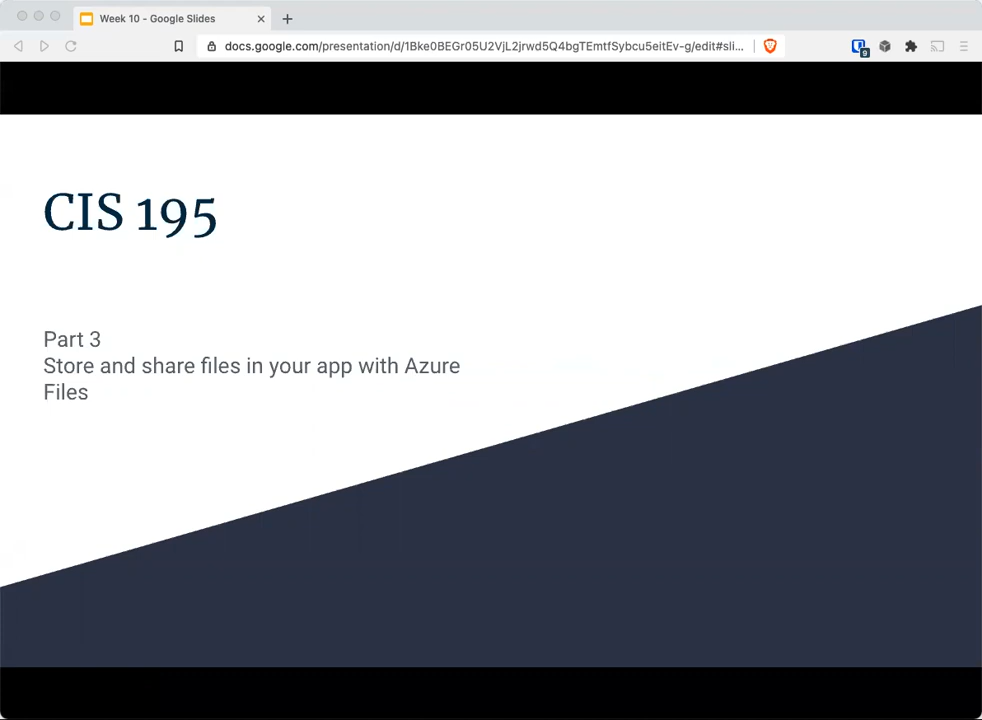 Week 10 - Google Slides
docs.google.com/presentation/d/1Bke0BEGr05U2VjL2jrwd5Q4bgTEmtfSybcu5eitEv-g/edit#sli...
9
CIS 195
Part 3
Store and share files in your app with Azure
Files